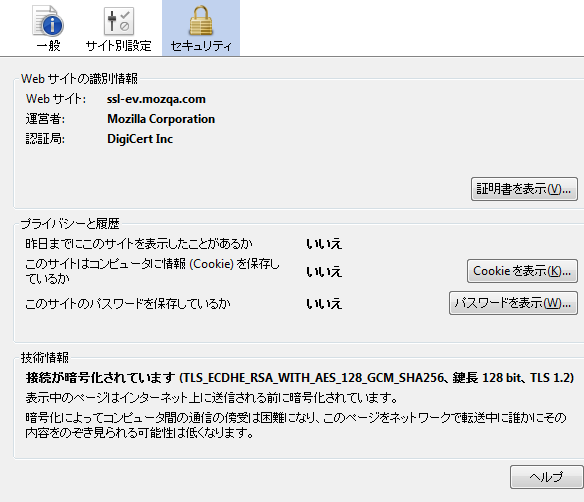 一般 サイト別設定 セキュリティ
Web サイトの識別情報
Web サイト: ssl-ev.mozqa.com
運営者: Mozilla Corporation
認証局: DigiCert Inc
証明書を表示(V)...
プライバシーと履歴
昨日までにこのサイトを表示したことがあるか いいえ
このサイトはコンピュータに情報 (Cookie) を保存し
ているか いいえ Cookie を表示(K)...
このサイトのパスワードを保存しているか いいえ パスワードを表示(W)...
技術情報
接続が暗号化されています (TLS_ECDHE_RSA_WITH_AES_128_GCM_SHA256、鍵長 128 bit、TLS 1.2)
表示中のページはインターネット上に送信される前に暗号化されています。
暗号化によってコンピュータ間の通信の傍受は困難になり、このページをネットワークで転送中に誰かにその
内容をのぞき見られる可能性は低くなります。
ヘルプ